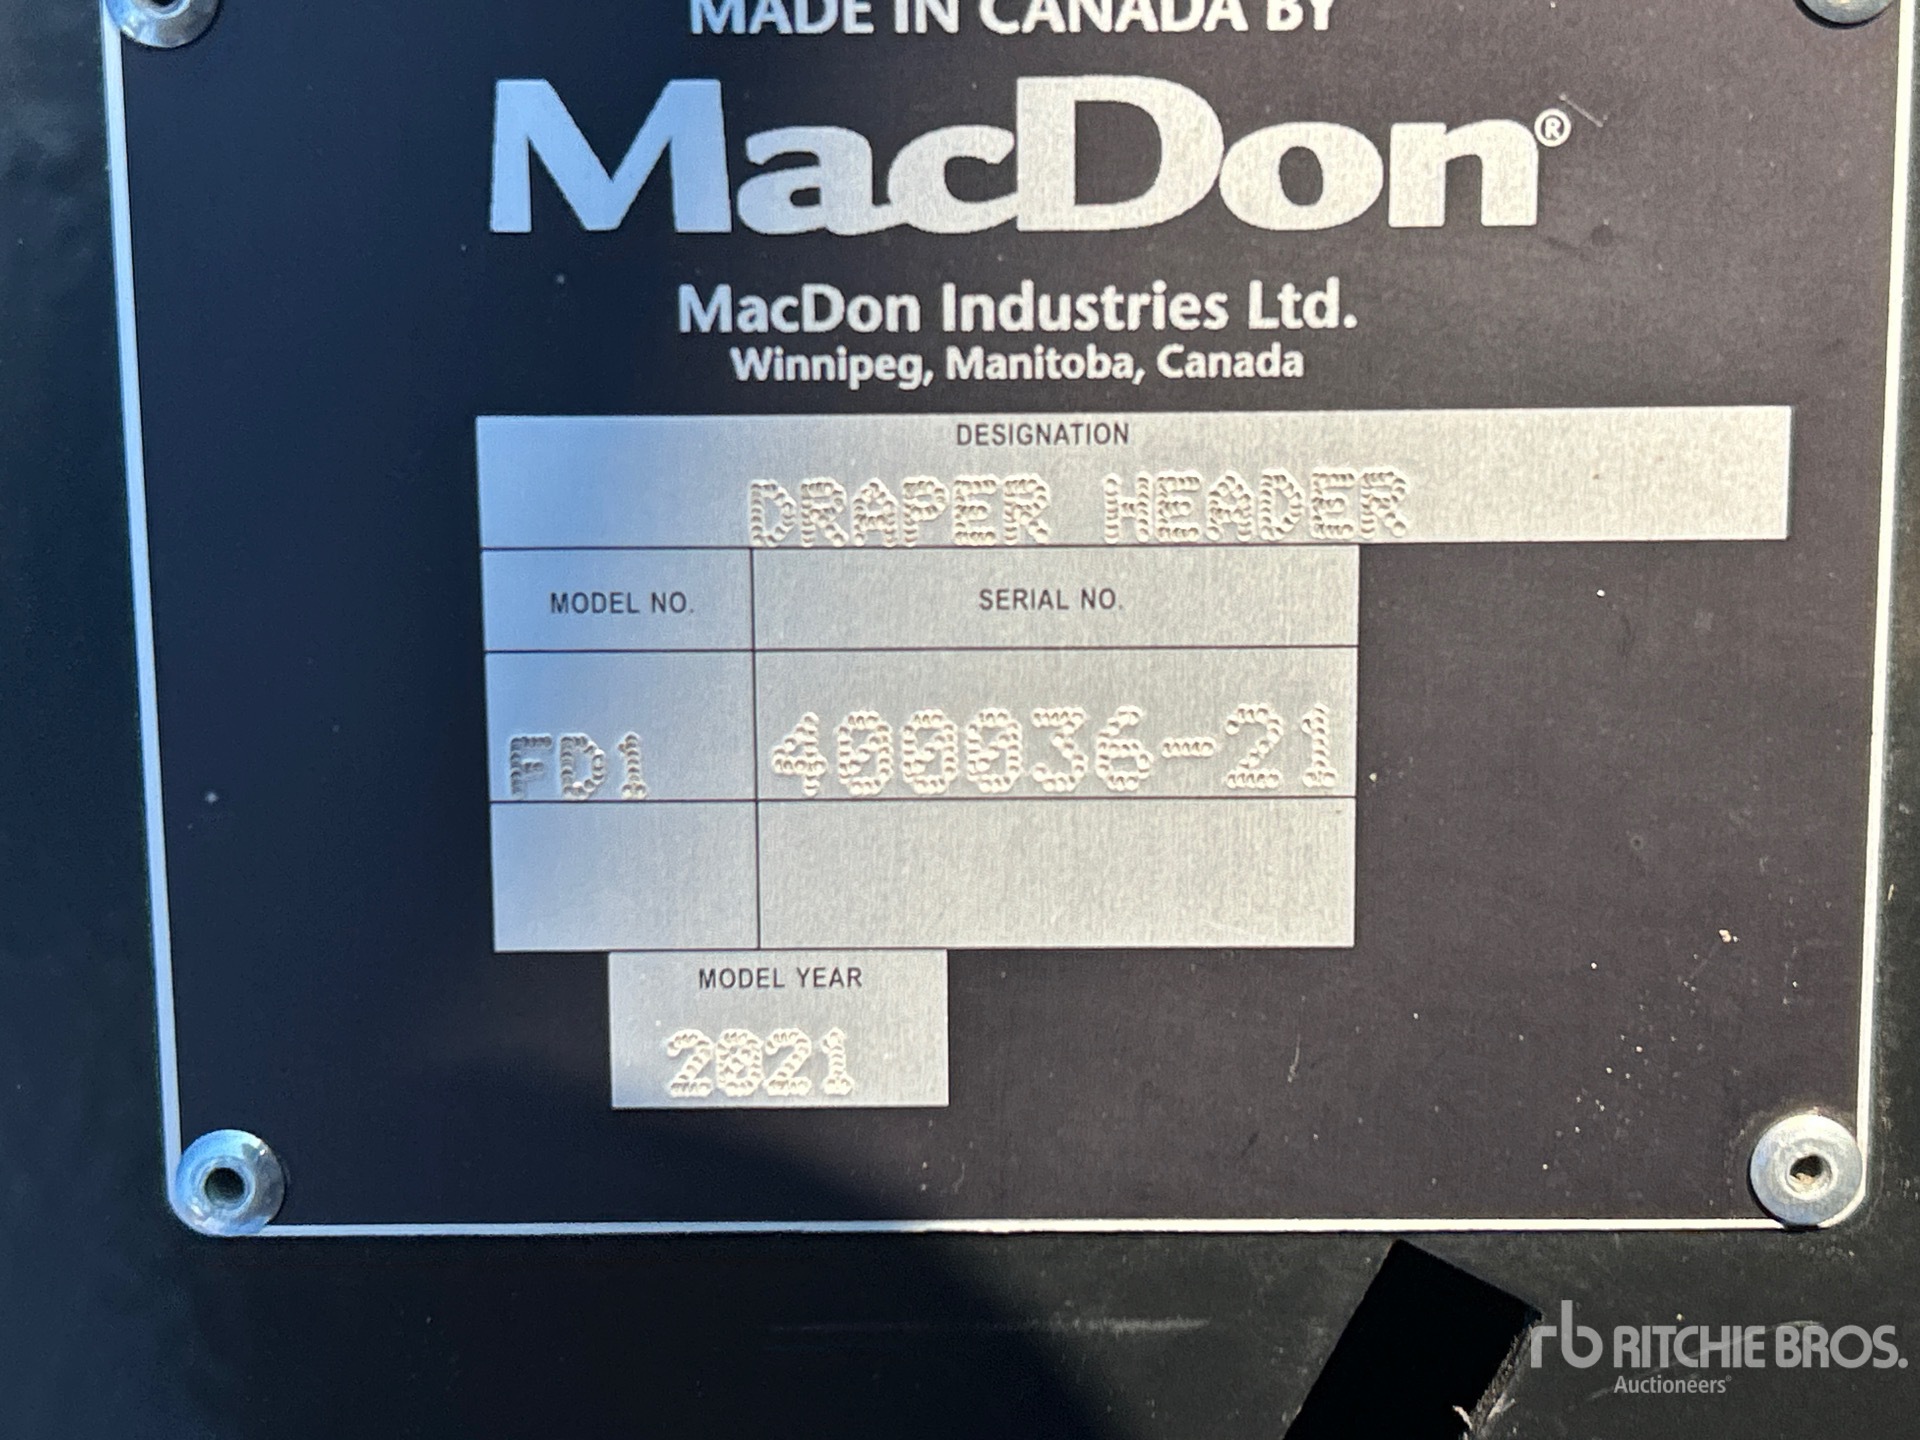 MADE IN CANADA BY
MacDon®
MacDon Industries Ltd.
Winnipeg, Manitoba, Canada
DESIGNATION
DRAPER HEADER
MODEL NO. SERIAL NO.
FD1 400036-21
MODEL YEAR
2021
rb RITCHIE BROS.
Auctioneers